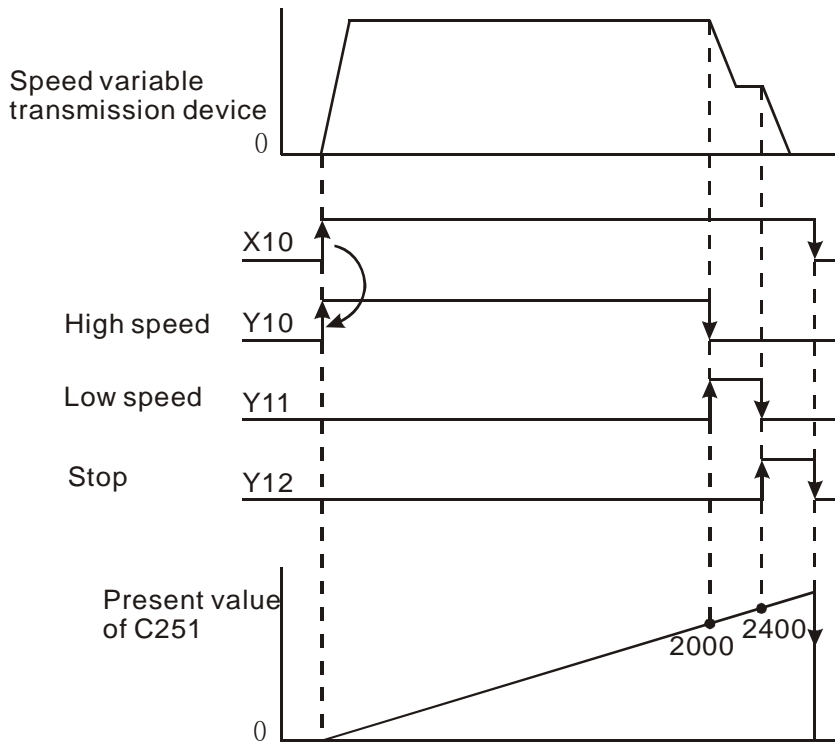 Speed variable
transmission device
0
X10
High speed Y10
Low speed Y11
Stop Y12
Present value
of C251
2000 2400
0